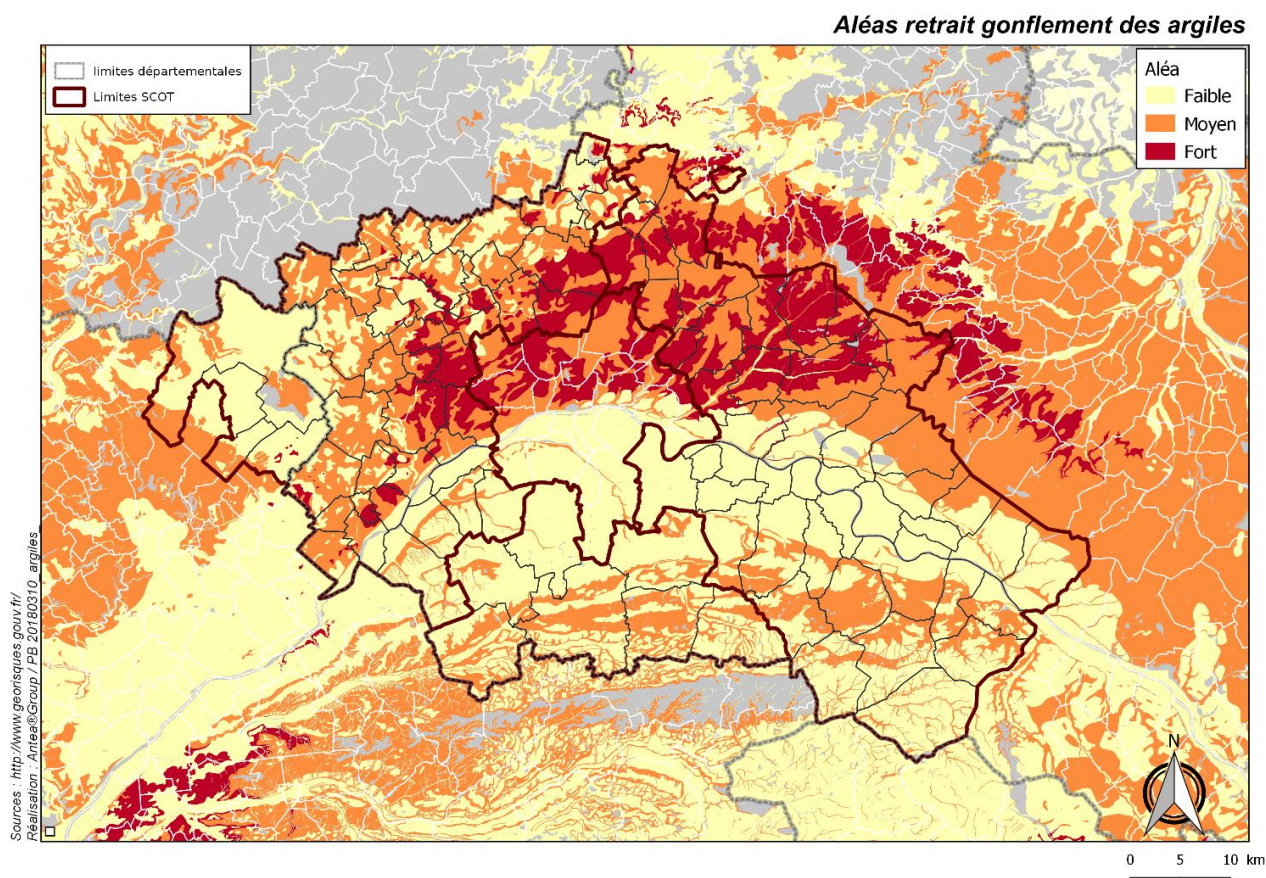 Aléas retrait gonflement des argiles
limites départementales
Limites SCOT
Aléa
Faible
Moyen
Fort
Sources : http://www.georisques.gouv.fr/
Réalisation : Antea®Group / PB 20180310_argiles
N
0 5 10 km